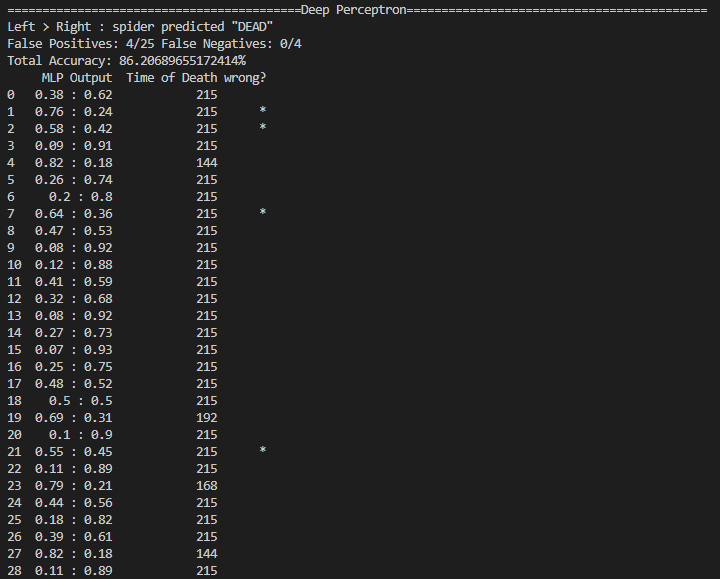 ==========================================Deep Perceptron===========================================
Left > Right : spider predicted "DEAD"
False Positives: 4/25 False Negatives: 0/4
Total Accuracy: 86.20689655172414%
     MLP Output  Time of Death wrong?
0   0.38 : 0.62            215
1   0.76 : 0.24            215      *
2   0.58 : 0.42            215      *
3   0.09 : 0.91            215
4   0.82 : 0.18            144
5   0.26 : 0.74            215
6     0.2 : 0.8            215
7   0.64 : 0.36            215      *
8   0.47 : 0.53            215
9   0.08 : 0.92            215
10  0.12 : 0.88            215
11  0.41 : 0.59            215
12  0.32 : 0.68            215
13  0.08 : 0.92            215
14  0.27 : 0.73            215
15  0.07 : 0.93            215
16  0.25 : 0.75            215
17  0.48 : 0.52            215
18    0.5 : 0.5            215
19  0.69 : 0.31            192
20    0.1 : 0.9            215
21  0.55 : 0.45            215      *
22  0.11 : 0.89            215
23  0.79 : 0.21            168
24  0.44 : 0.56            215
25  0.18 : 0.82            215
26  0.39 : 0.61            215
27  0.82 : 0.18            144
28  0.11 : 0.89            215